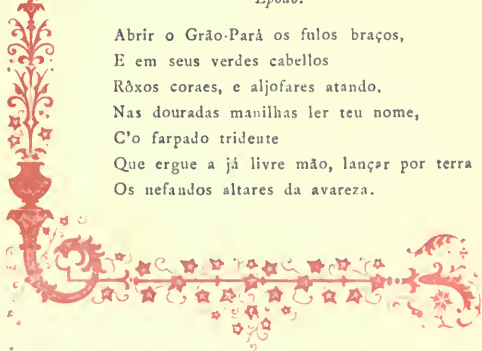 Epodo.
Abrir o Grão-Pará os fulos braços,
E em seus verdes cabellos
Rôxos coraes, e aljofares atando,
Nas douradas manilhas ler teu nome,
C'o farpado tridente
Que ergue a já livre mão, lançar por terra
Os nefandos altares da avareza.